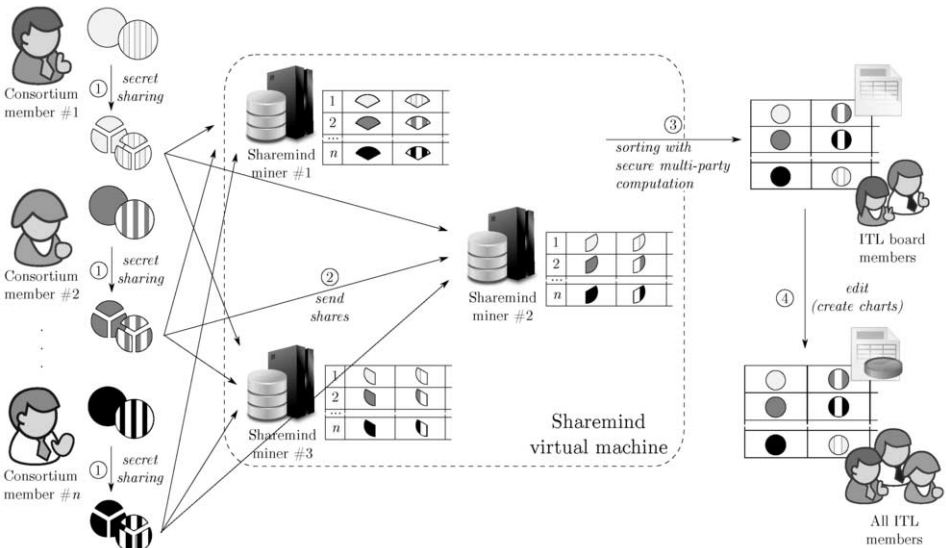 Consortium
member #1
①
secret
sharing
Consortium
member #2
①
secret
sharing
.
.
.
Consortium
member #n
①
secret
sharing
②
send
shares
Sharemind
miner #1
1
2
...
n
Sharemind
miner #2
1
2
...
n
Sharemind
miner #3
1
2
...
n
Sharemind
virtual machine
③
sorting with
secure multi-party
computation
ITL board
members
④
edit
(create charts)
All ITL
members